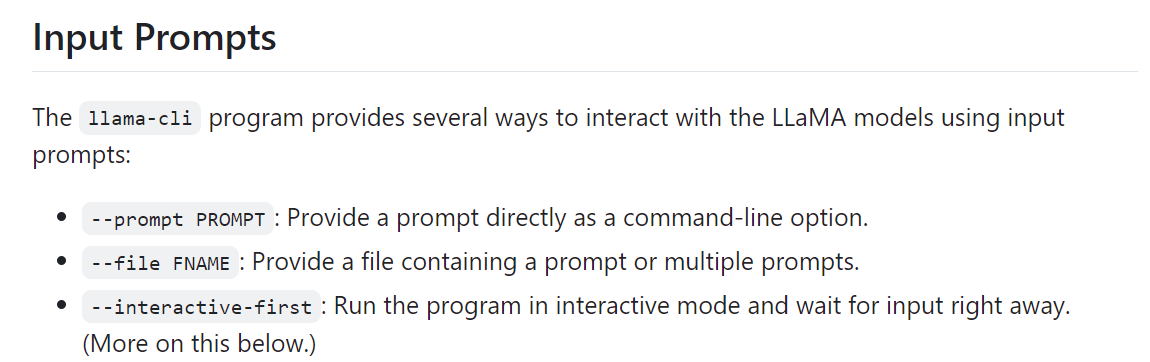 Input Prompts
The llama-cli program provides several ways to interact with the LLaMA models using input
prompts:
• --prompt PROMPT: Provide a prompt directly as a command-line option.
• --file FNAME: Provide a file containing a prompt or multiple prompts.
• --interactive-first: Run the program in interactive mode and wait for input right away.
(More on this below.)